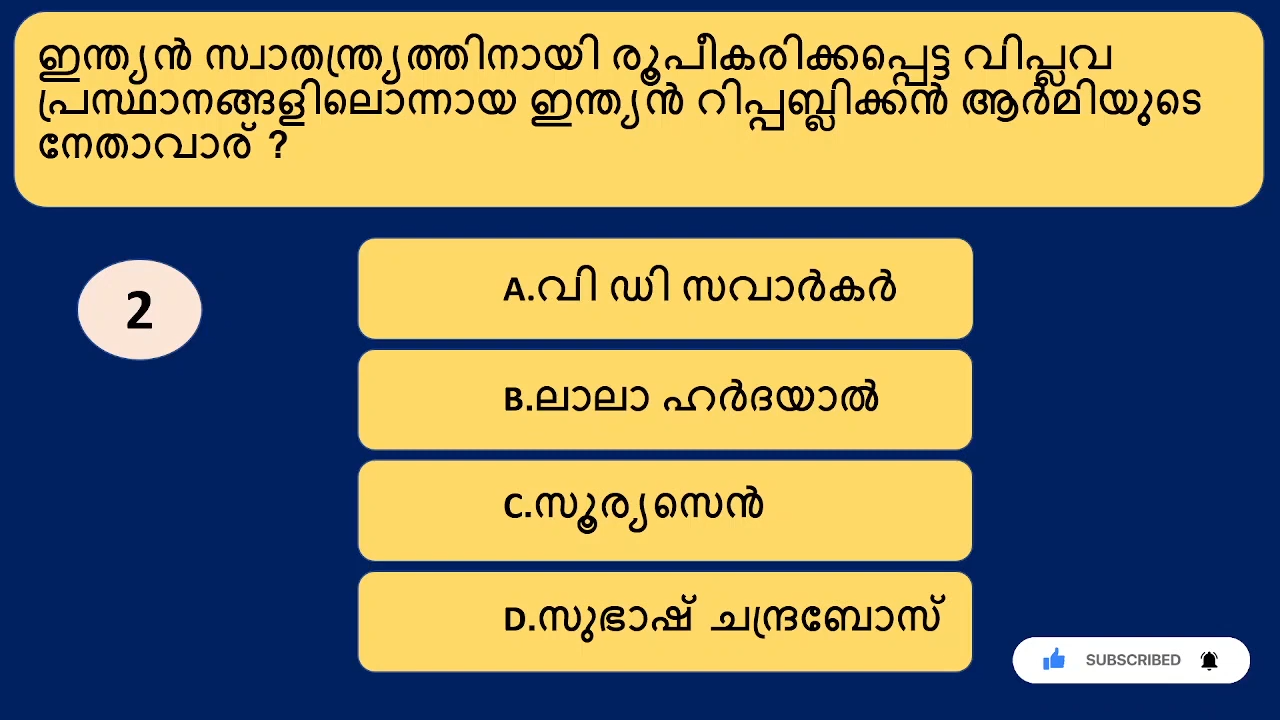 ഇന്ത്യൻ സ്വാതന്ത്ര്യത്തിനായി രൂപീകരിക്കപ്പെട്ട വിപ്ലവ
പ്രസ്ഥാനങ്ങളിലൊന്നായ ഇന്ത്യൻ റിപ്പബ്ലിക്കൻ ആർമിയുടെ
നേതാവാര് ?
2
A.വി ഡി സവാർകർ
B.ലാലാ ഹർദയാൽ
C.സൂര്യസെൻ
D.സുഭാഷ് ചന്ദ്രബോസ്
SUBSCRIBED